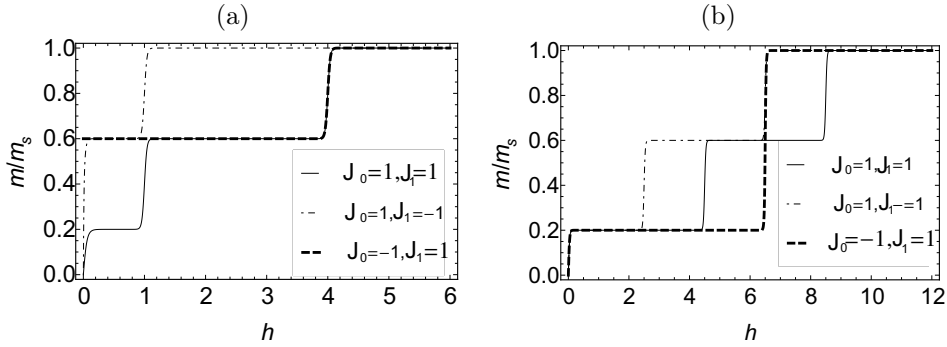 (a)
(b)
1.0
0.8
0.6
0.4
0.2
0.0
m/mₛ
J₀=1,J₁=1
J₀=1,J₁=-1
J₀=-1,J₁=1
0 1 2 3 4 5 6
h
1.0
0.8
0.6
0.4
0.2
0.0
m/mₛ
J₀=1,J₁=1
J₀=1,J₁-=1
J₀=-1,J₁=1
0 2 4 6 8 10 12
h